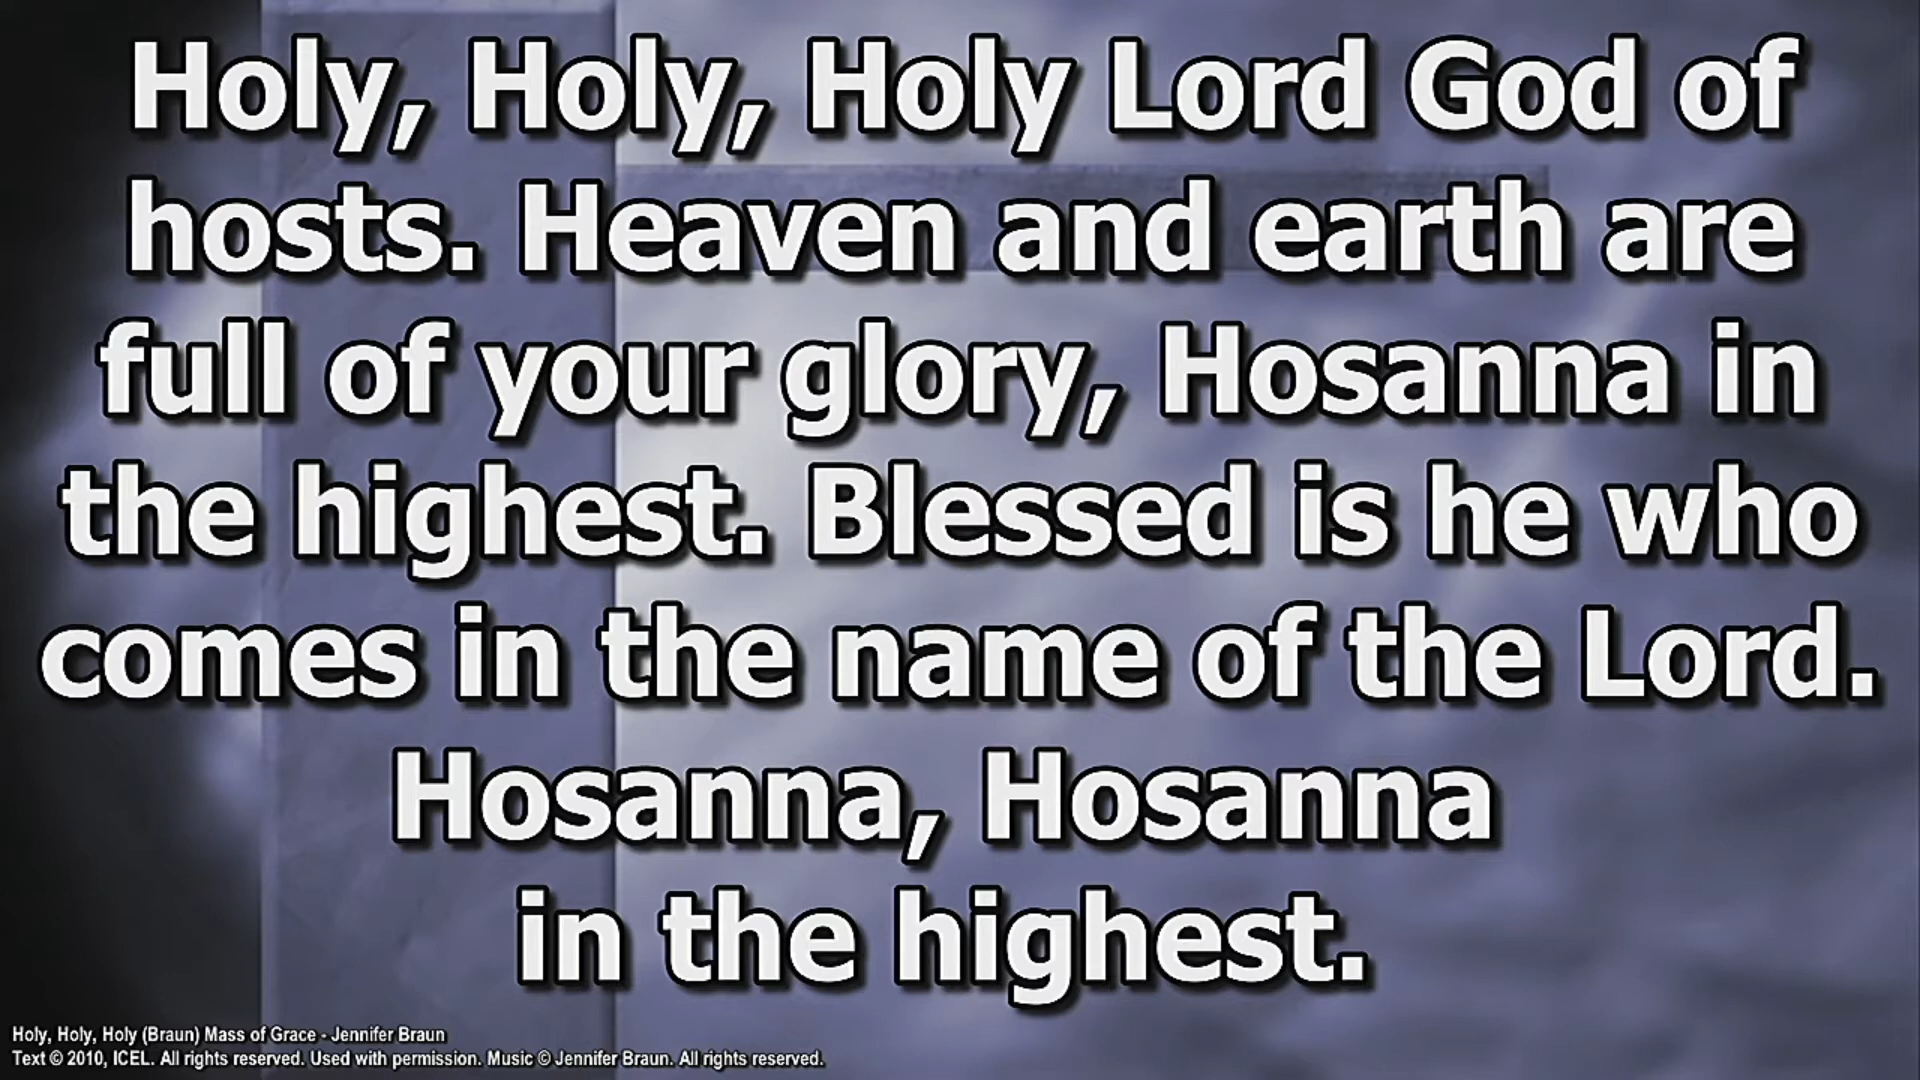 Holy, Holy, Holy Lord God of
hosts. Heaven and earth are
full of your glory, Hosanna in
the highest. Blessed is he who
comes in the name of the Lord.
Hosanna, Hosanna
in the highest.
Holy, Holy, Holy (Braun) Mass of Grace - Jennifer Braun
Text © 2010, ICEL. All rights reserved. Used with permission. Music © Jennifer Braun. All rights reserved.